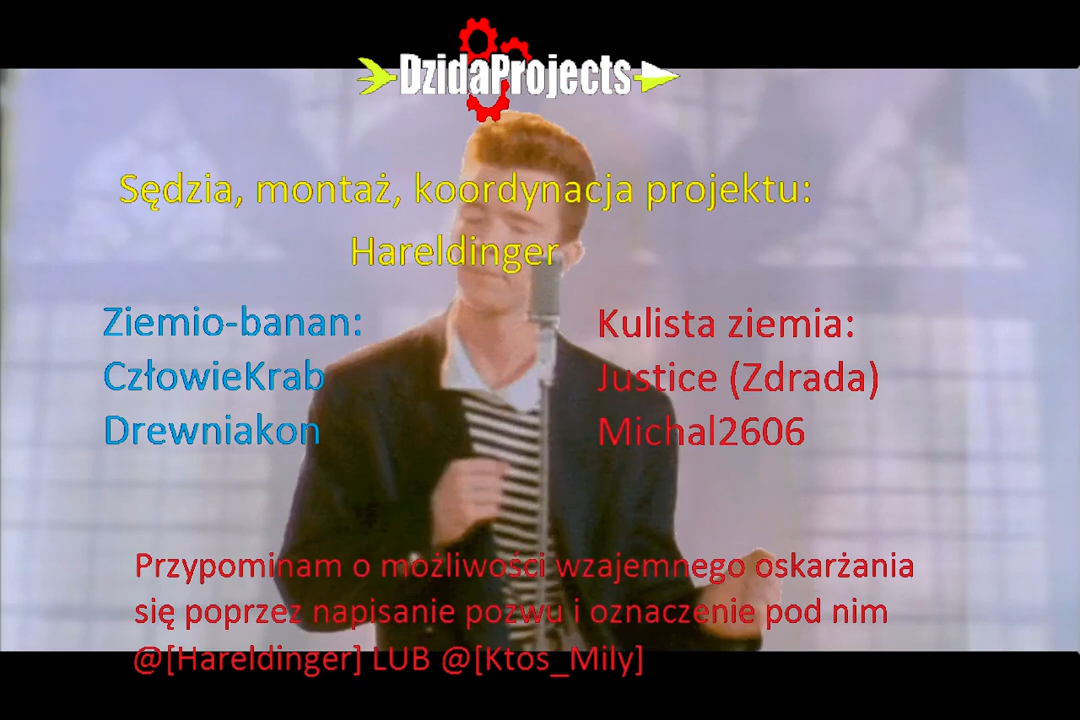 DzidaProjects
Sędzia, montaż, koordynacja projektu:
Hareldinger
Ziemio-banan:
CzłowieKrab
Drewniakon
Kulista ziemia:
Justice (Zdrada)
Michal2606
Przypominam o możliwości wzajemnego oskarżania
się poprzez napisanie pozwu i oznaczenie pod nim
@[Hareldinger] LUB @[Ktos_Mily]